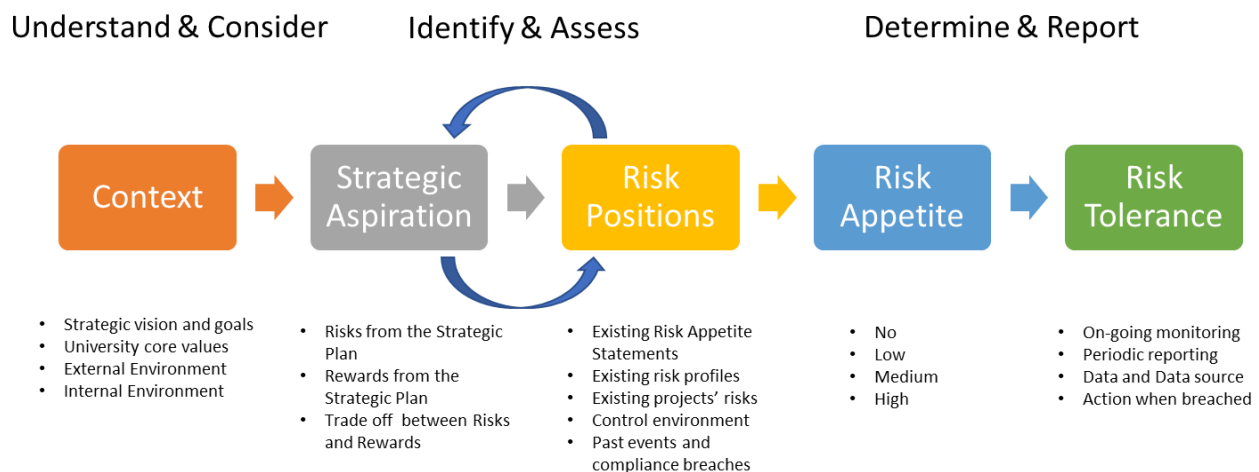 Understand & Consider
Identify & Assess
Determine & Report
Context
Strategic
Aspiration
Risk
Positions
Risk
Appetite
Risk
Tolerance
• Strategic vision and goals
• University core values
• External Environment
• Internal Environment
• Risks from the Strategic
Plan
• Rewards from the
Strategic Plan
• Trade off between Risks
and Rewards
• Existing Risk Appetite
Statements
• Existing risk profiles
• Existing projects' risks
• Control environment
• Past events and
compliance breaches
• No
• Low
• Medium
• High
• On-going monitoring
• Periodic reporting
• Data and Data source
• Action when breached